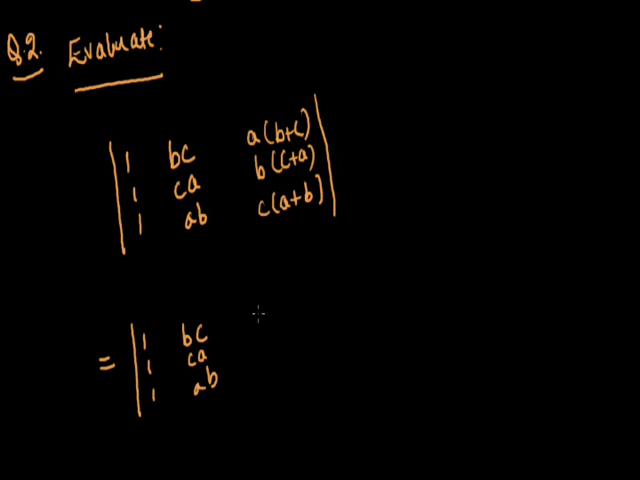 Q.2. Evaluate:
| 1 bc a(b+c) |
| 1 ca b(c+a) |
| 1 ab c(a+b) |
= | 1 bc
| 1 ca
| 1 ab